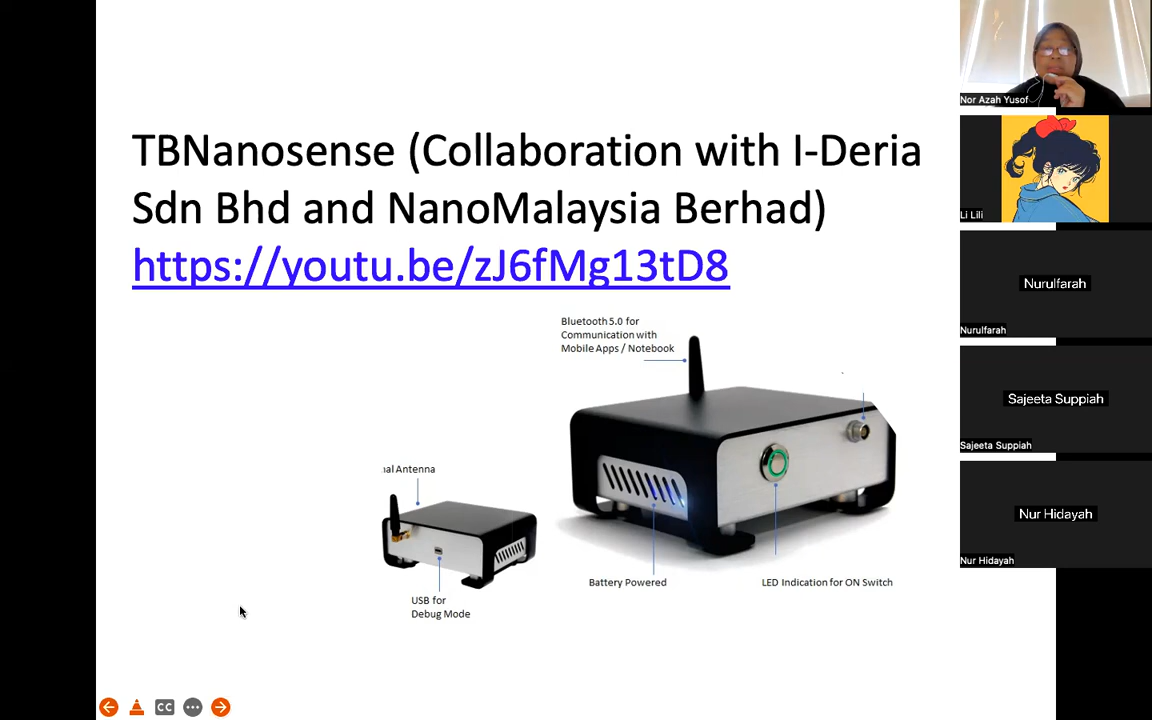 TBNanosense (Collaboration with I-Deria
Sdn Bhd and NanoMalaysia Berhad)
https://youtu.be/zJ6fMg13tD8
Bluetooth 5.0 for
Communication with
Mobile Apps / Notebook
nal Antenna
USB for
Debug Mode
Battery Powered
LED Indication for ON Switch
CC
Nor Azah Yusof
Li Lili
Nurulfarah
Nurulfarah
Sajeeta Suppiah
Sajeeta Suppiah
Nur Hidayah
Nur Hidayah